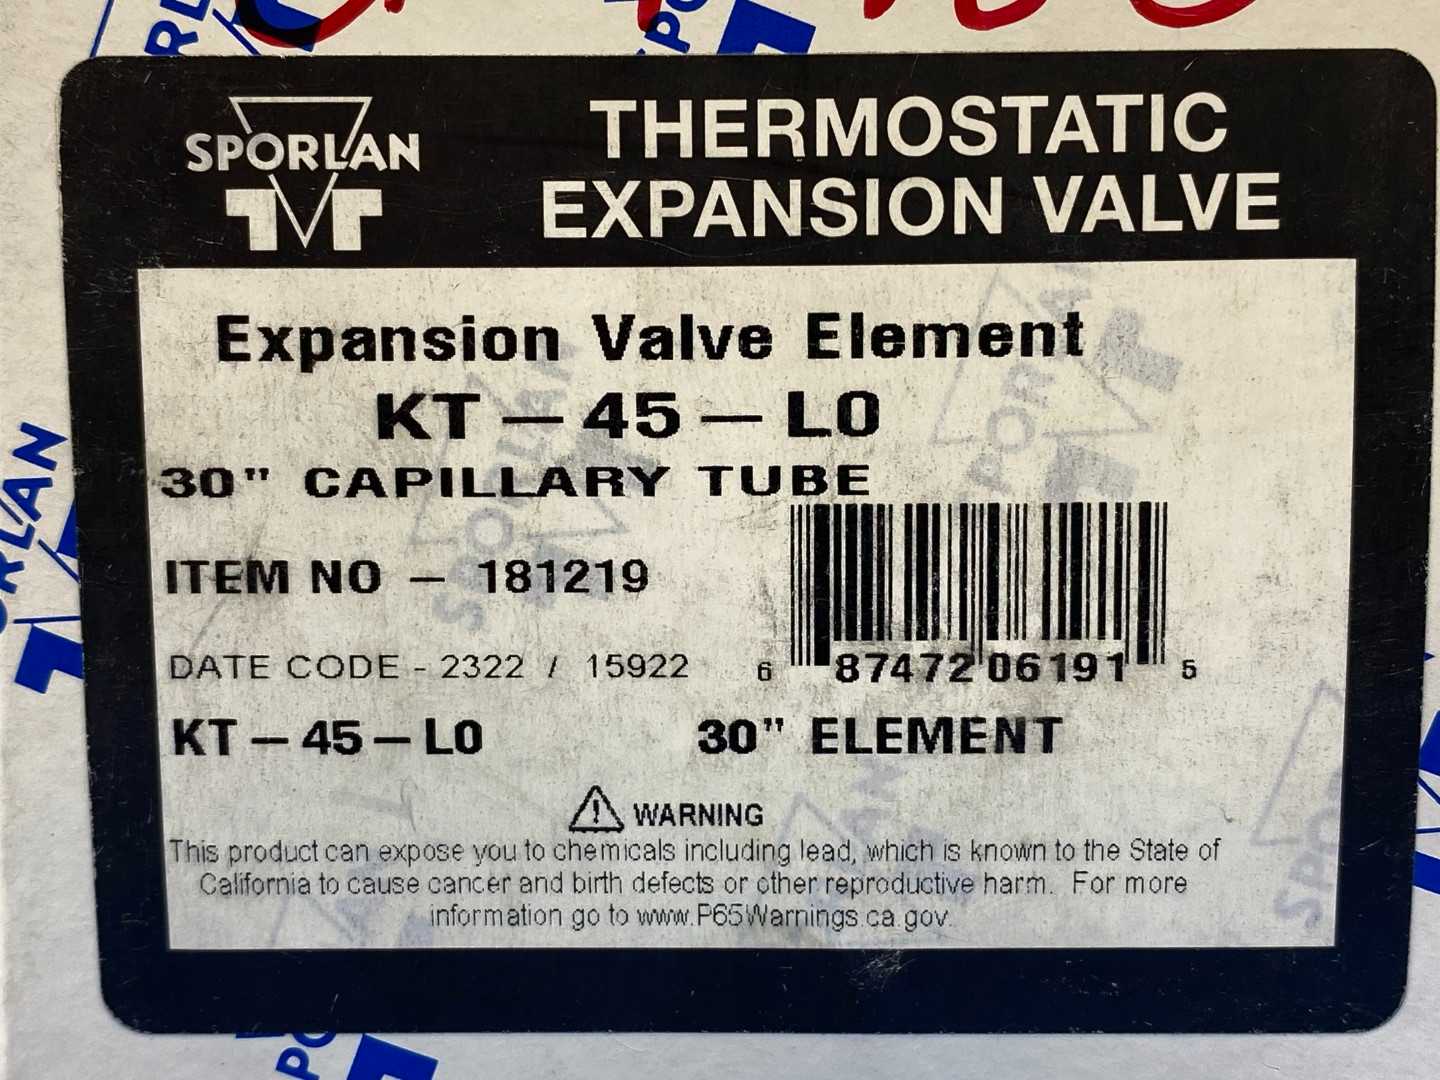 SPORLAN
THERMOSTATIC
EXPANSION VALVE
Expansion Valve Element
KT - 45 - L0
30" CAPILLARY TUBE
ITEM NO - 181219
DATE CODE - 2322 / 15922
6 87472 06191 5
KT - 45 - L0 30" ELEMENT
WARNING
This product can expose you to chemicals including lead, which is known to the State of
California to cause cancer and birth defects or other reproductive harm. For more
information go to www.P65Warnings.ca.gov.
SPORLAN
SPORLAN
SPORLAN